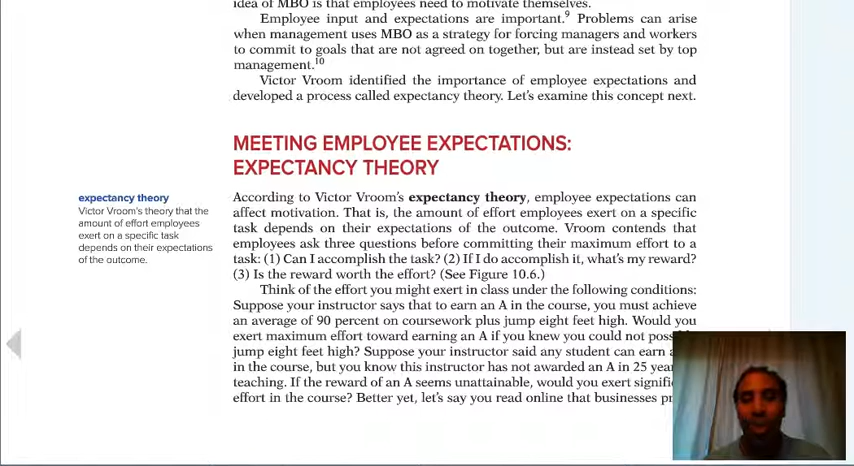 idea of MBO is that employees need to motivate themselves.
Employee input and expectations are important.9 Problems can arise
when management uses MBO as a strategy for forcing managers and workers
to commit to goals that are not agreed on together, but are instead set by top
management.10
Victor Vroom identified the importance of employee expectations and
developed a process called expectancy theory. Let's examine this concept next.
MEETING EMPLOYEE EXPECTATIONS:
EXPECTANCY THEORY
expectancy theory
Victor Vroom's theory that the
amount of effort employees
exert on a specific task
depends on their expectations
of the outcome.
According to Victor Vroom's expectancy theory, employee expectations can
affect motivation. That is, the amount of effort employees exert on a specific
task depends on their expectations of the outcome. Vroom contends that
employees ask three questions before committing their maximum effort to a
task: (1) Can I accomplish the task? (2) If I do accomplish it, what's my reward?
(3) Is the reward worth the effort? (See Figure 10.6.)
Think of the effort you might exert in class under the following conditions:
Suppose your instructor says that to earn an A in the course, you must achieve
an average of 90 percent on coursework plus jump eight feet high. Would you
exert maximum effort toward earning an A if you knew you could not
jump eight feet high? Suppose your instructor said any student can earn
in the course, but you know this instructor has not awarded an A in 25
teaching. If the reward of an A seems unattainable, would you exert
effort in the course? Better yet, let's say you read online that businesses